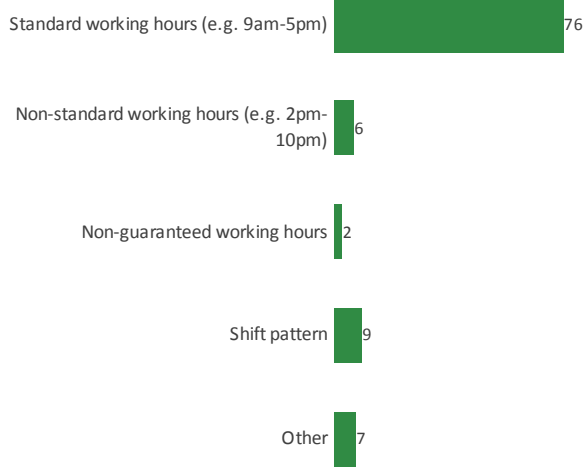 Standard working hours (e.g. 9am-5pm) 76
Non-standard working hours (e.g. 2pm-
10pm) 6
Non-guaranteed working hours 2
Shift pattern 9
Other 7